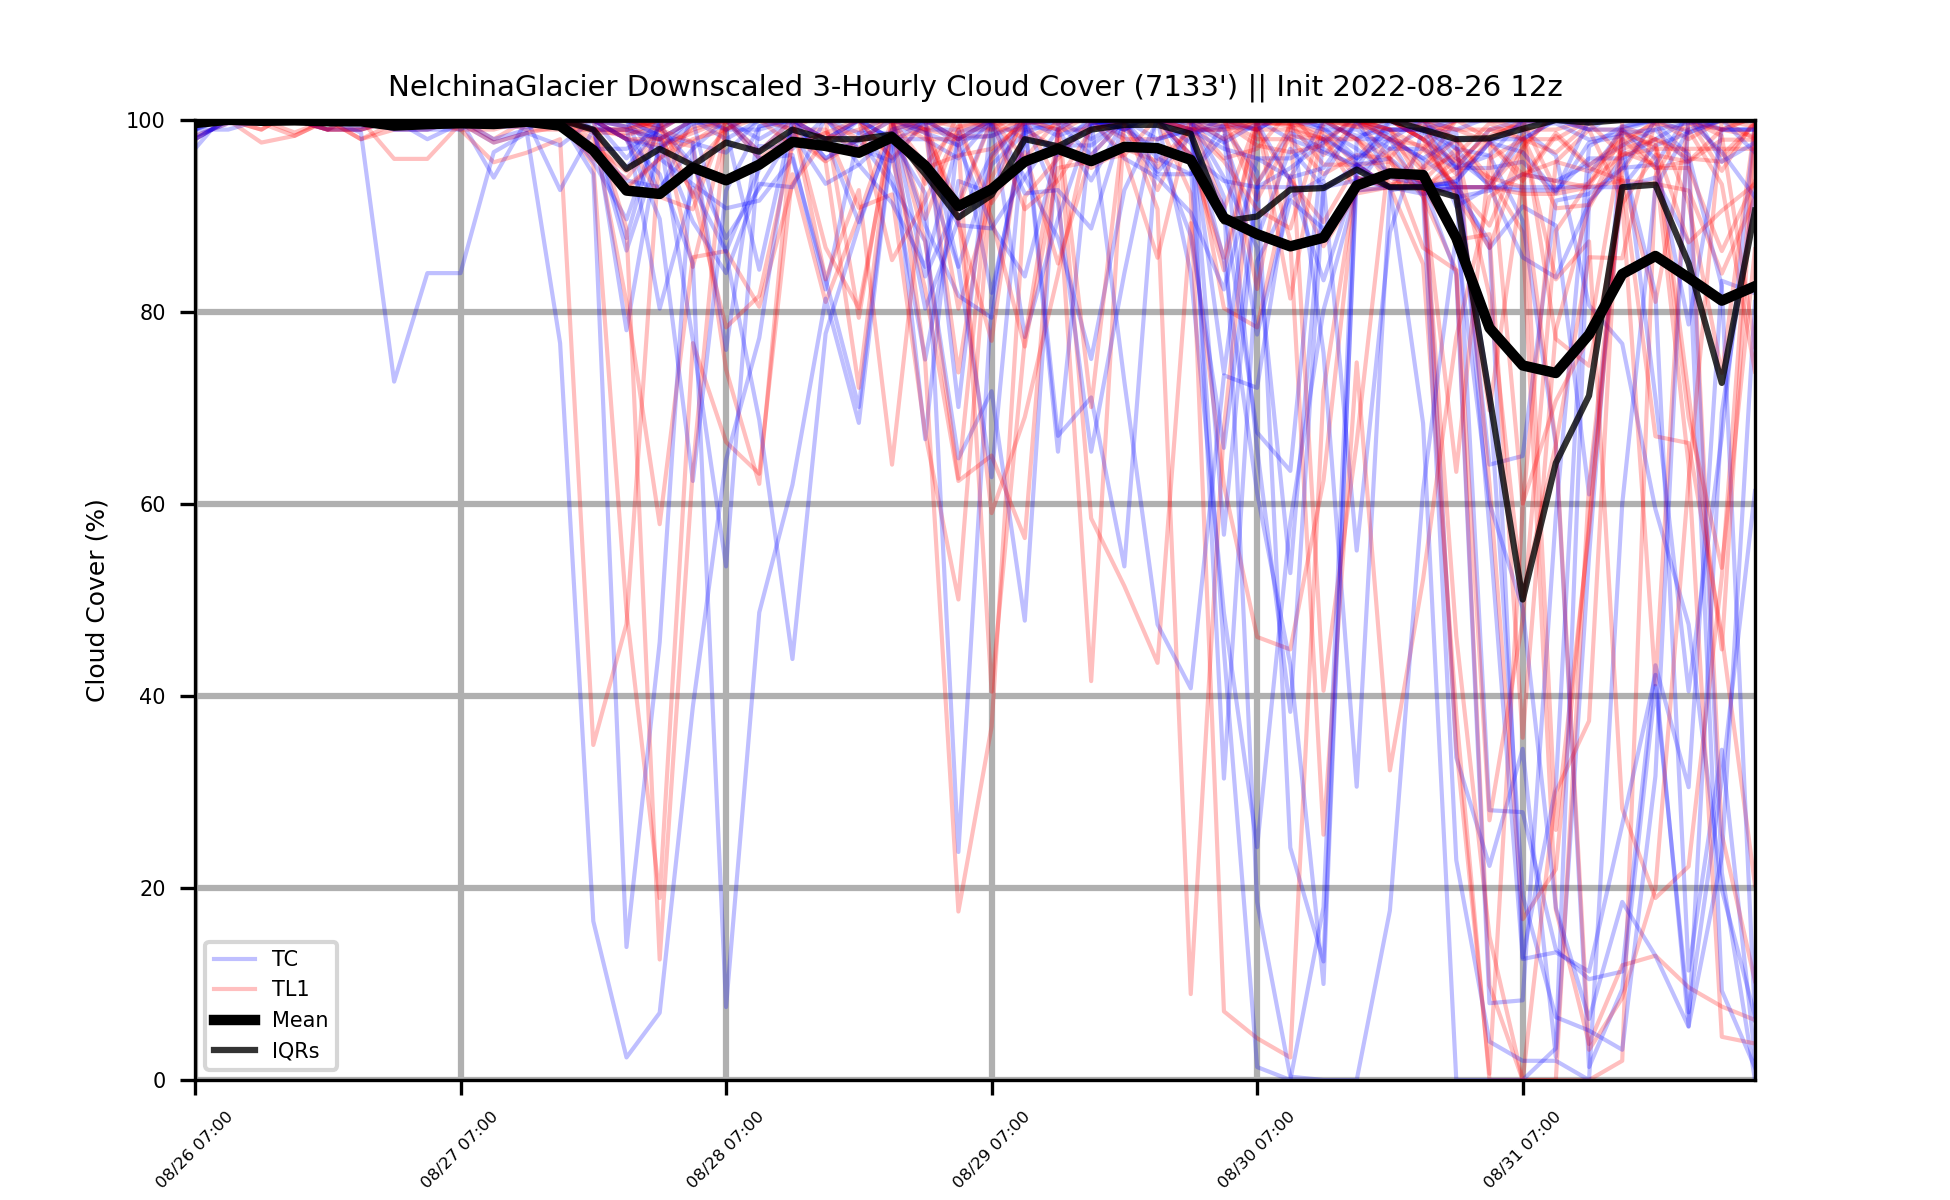 NelchinaGlacier Downscaled 3-Hourly Cloud Cover (7133') || Init 2022-08-26 12z
Cloud Cover (%)
100
80
60
40
20
0
TC
TL1
Mean
IQRs
08/26 07:00
08/27 07:00
08/28 07:00
08/29 07:00
08/30 07:00
08/31 07:00